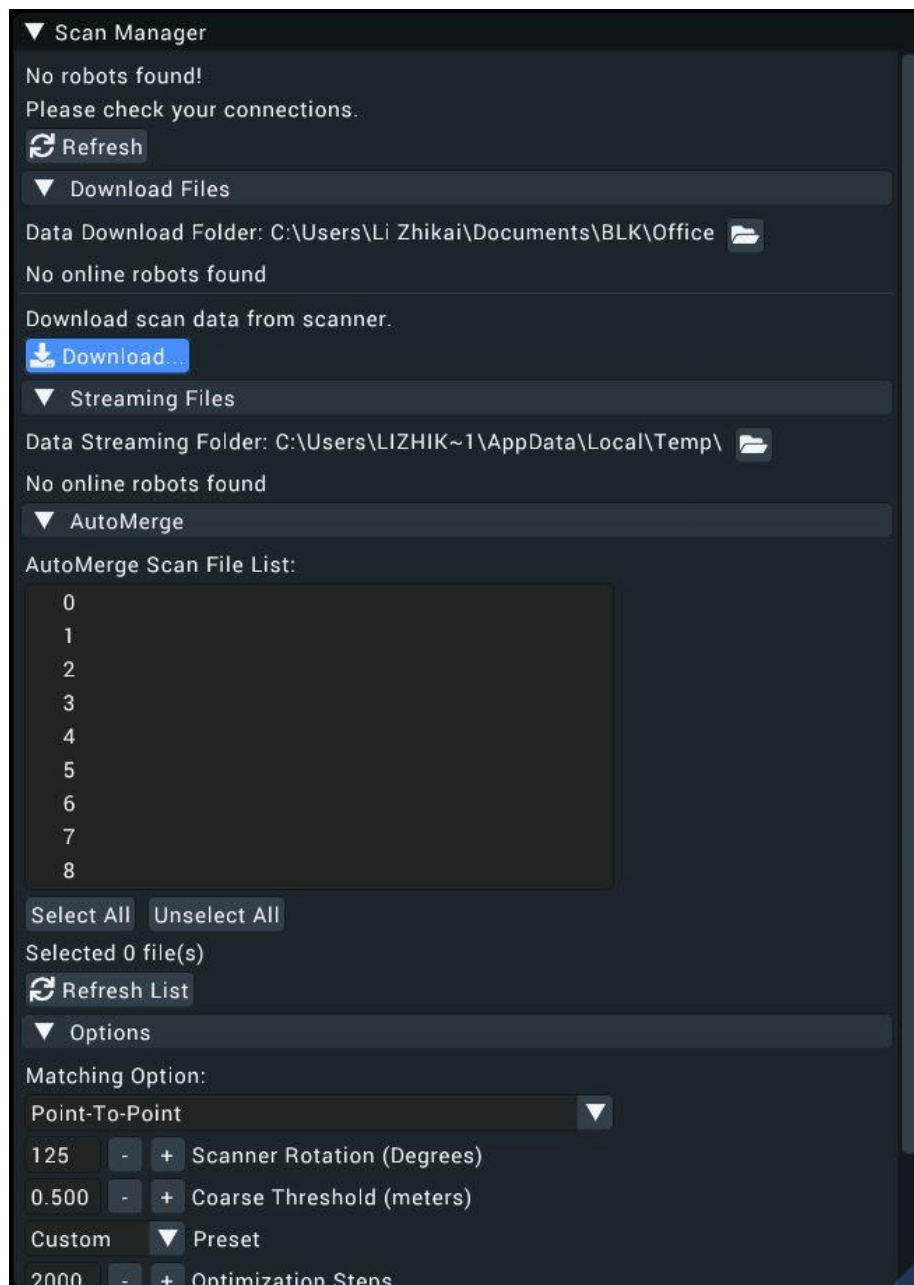 Scan Manager
No robots found!
Please check your connections.
Refresh
Download Files
Data Download Folder: C:\Users\Li Zhikai\Documents\BLK\Office
No online robots found
Download scan data from scanner.
Download...
Streaming Files
Data Streaming Folder: C:\Users\LIZHIK~1\AppData\Local\Temp\
No online robots found
AutoMerge
AutoMerge Scan File List:
0
1
2
3
4
5
6
7
8
Select All Unselect All
Selected 0 file(s)
Refresh List
Options
Matching Option:
Point-To-Point
125 - + Scanner Rotation (Degrees)
0.500 - + Coarse Threshold (meters)
Custom Preset
2000 - + Optimization Steps